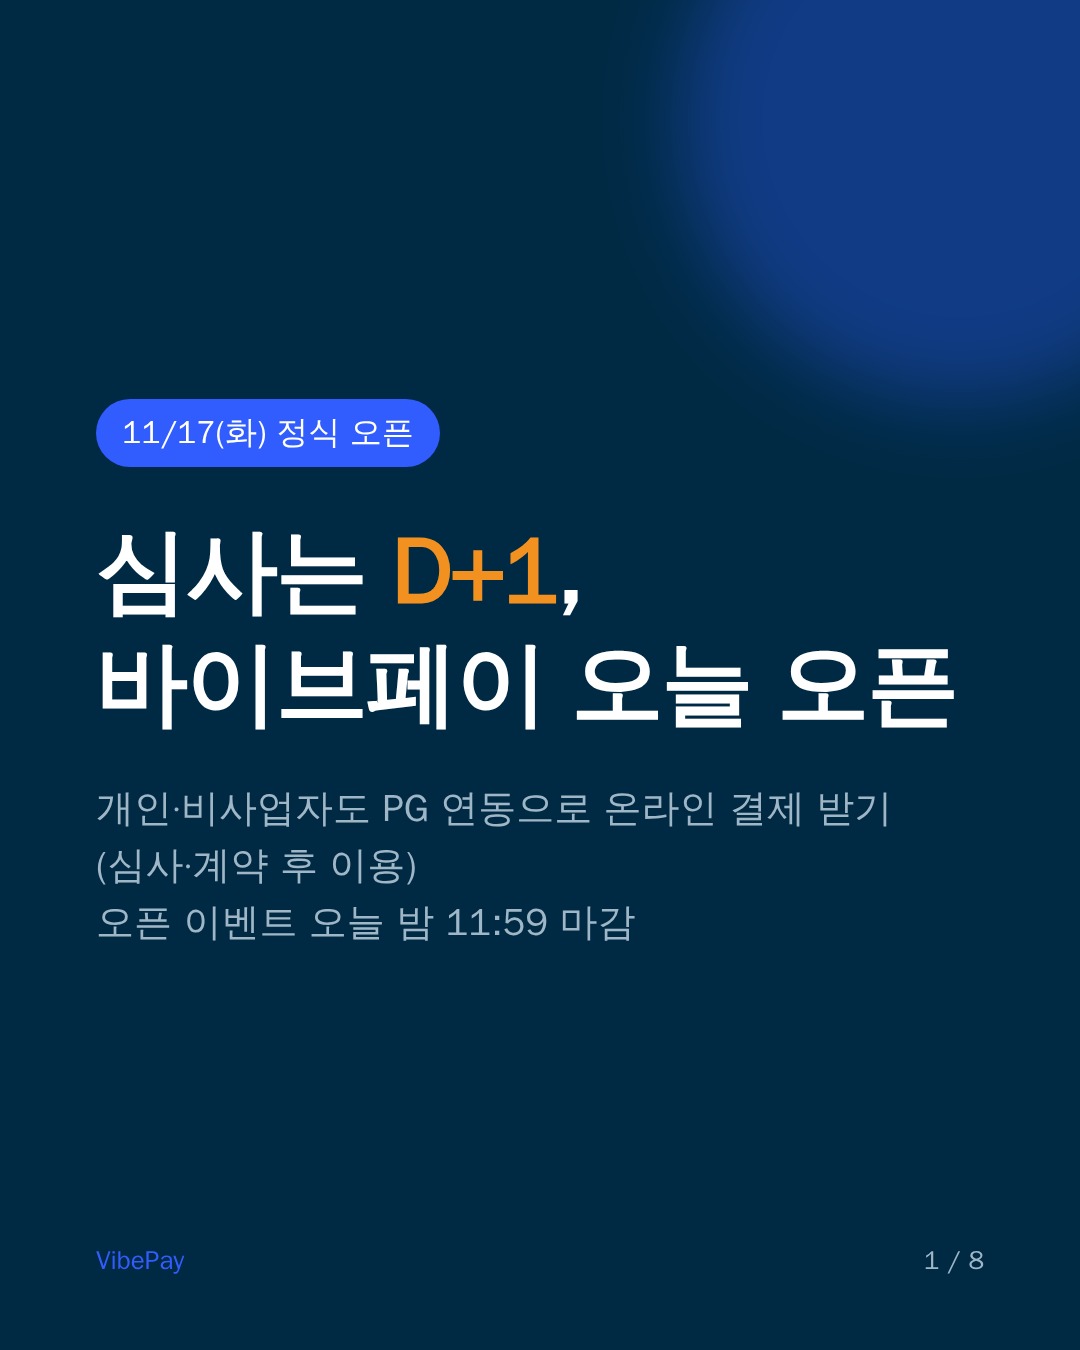 11/17(화) 정식 오픈
심사는 D+1,
바이브페이 오늘 오픈
개인·비사업자도 PG 연동으로 온라인 결제 받기
(심사·계약 후 이용)
오픈 이벤트 오늘 밤 11:59 마감
VibePay
1 / 8